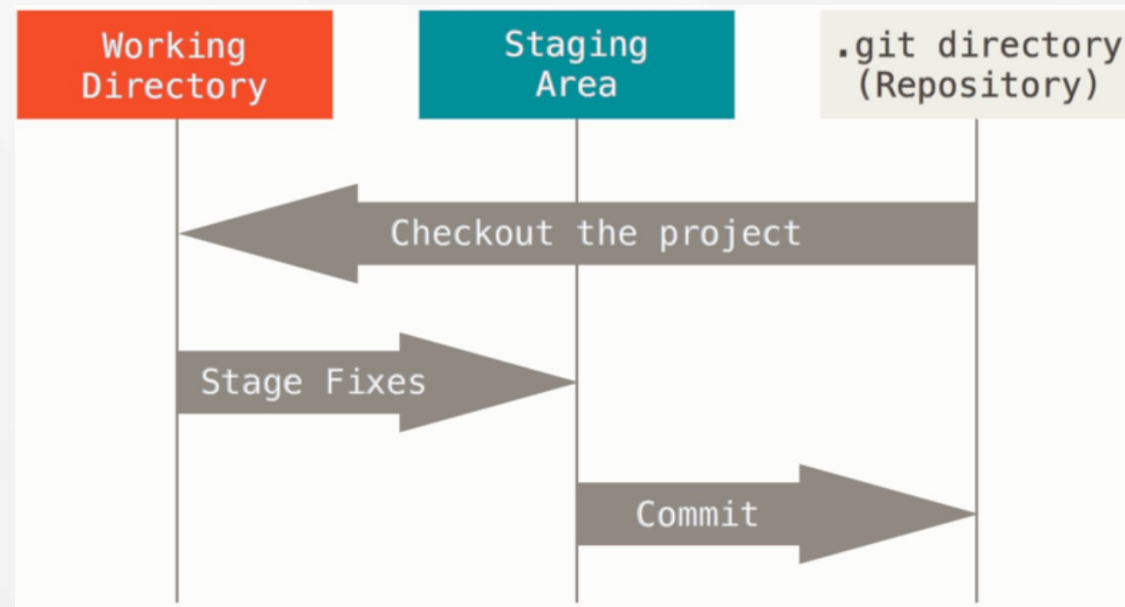 Working
Directory
Staging
Area
.git directory
(Repository)
Checkout the project
Stage Fixes
Commit